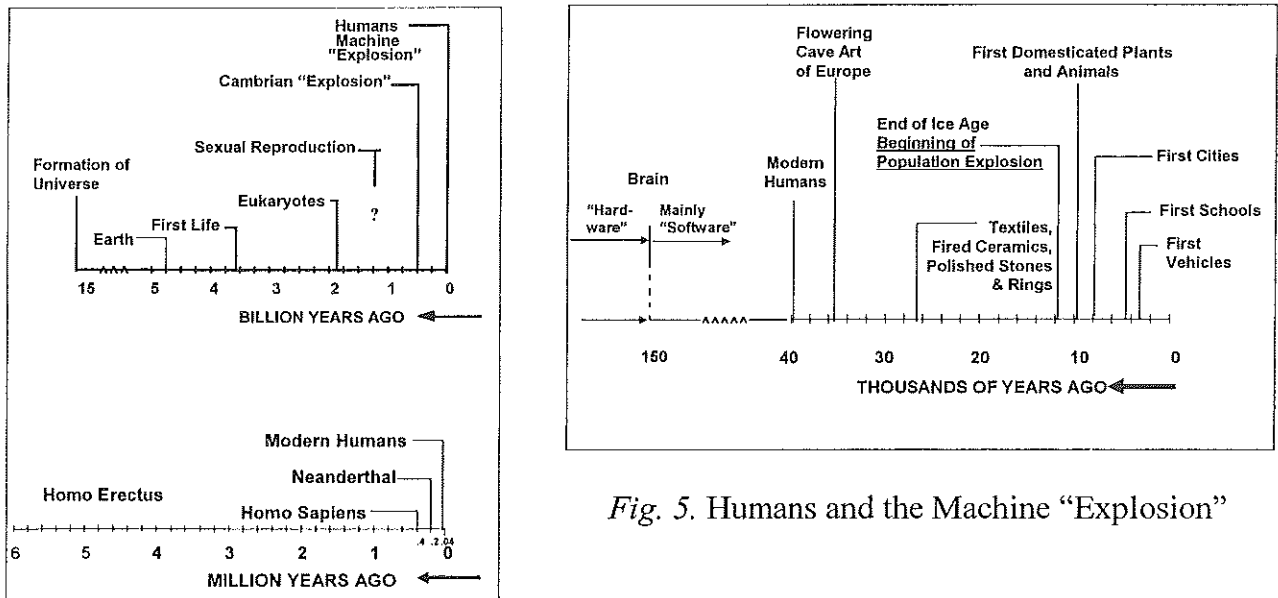 Humans
Machine
"Explosion"
Cambrian "Explosion"
Sexual Reproduction
Formation of
Universe
Eukaryotes
?
First Life
Earth
15 5 4 3 2 1 0
BILLION YEARS AGO
Modern Humans
Neanderthal
Homo Erectus
Homo Sapiens
.4 .2 .04
6 5 4 3 2 1 0
MILLION YEARS AGO
Flowering
Cave Art
of Europe
First Domesticated Plants
and Animals
End of Ice Age
Beginning of
Population Explosion
Modern
Humans
First Cities
Brain
"Hard-
ware"
Mainly
"Software"
First Schools
Textiles,
Fired Ceramics,
Polished Stones
& Rings
First
Vehicles
150 40 30 20 10 0
THOUSANDS OF YEARS AGO
Fig. 5. Humans and the Machine "Explosion"